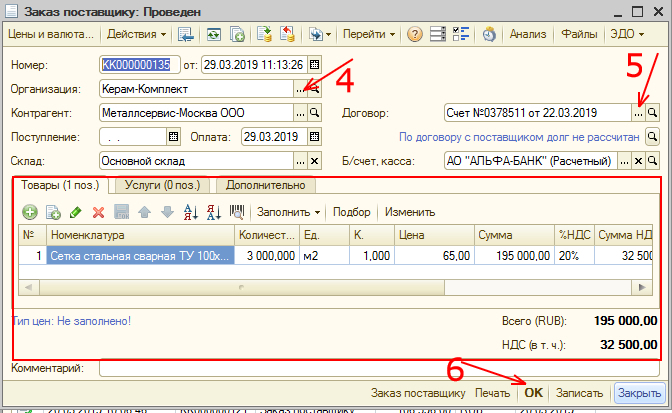 Заказ поставщику: Проведен
Цены и валюта... Действия Перейти ? Анализ Файлы ЭДО
Номер: КК000000135 от: 29.03.2019 11:13:26
4
5
Организация: Керам-Комплект ...
Контрагент: Металлсервис-Москва ООО ... Договор: Счет №0378511 от 22.03.2019 ...
Поступление: . . Оплата: 29.03.2019 По договору с поставщиком долг не рассчитан
Склад: Основной склад ... Б/счет, касса: АО "АЛЬФА-БАНК" (Расчетный) ...
Товары (1 поз.) Услуги (0 поз.) Дополнительно
Заполнить Подбор Изменить
№ Номенклатура Количест... Ед. К. Цена Сумма %НДС Сумма НД
1 Сетка стальная сварная ТУ 100х... 3 000,000 м2 1,000 65,00 195 000,00 20% 32 500
Тип цен: Не заполнено! Всего (RUB): 195 000,00
НДС (в т. ч.): 32 500,00
6
Комментарий:
Заказ поставщику Печать OK Записать Закрыть